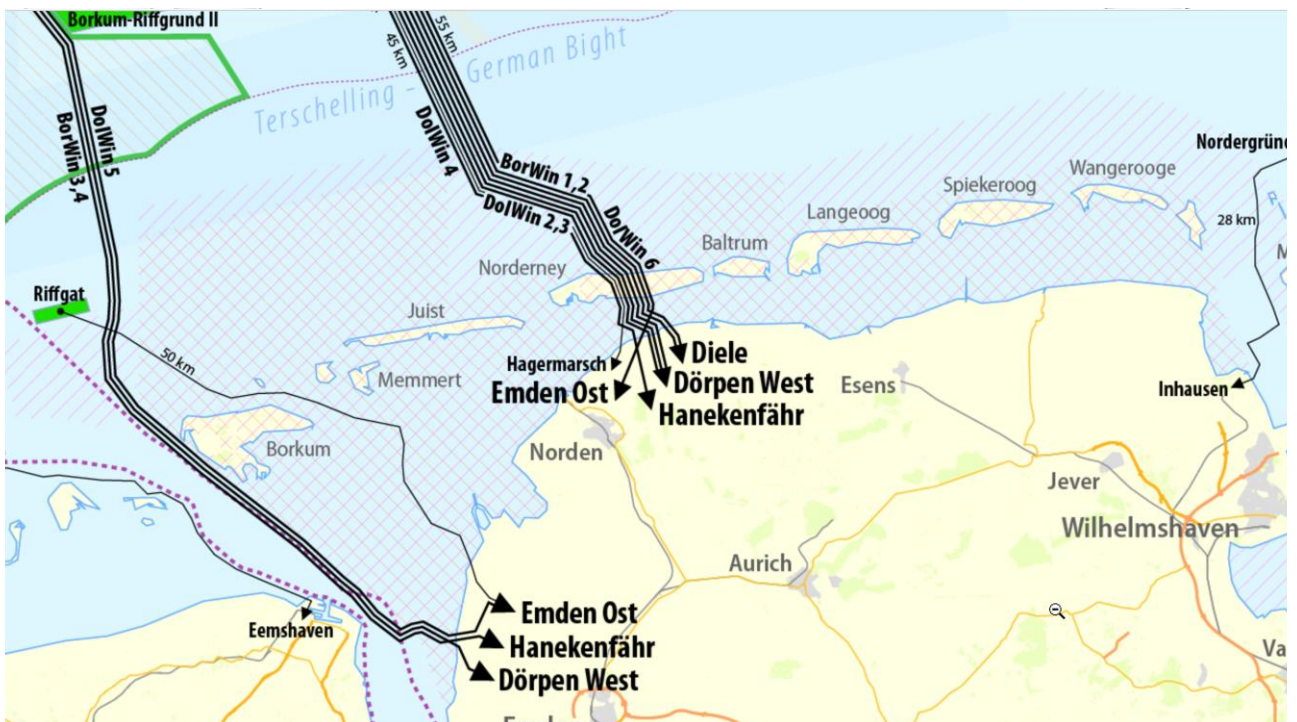 Borkum-Riffgrund II
55 km
45 km
German Bight
Terschelling -
DolWin 5
BorWin 3,4
DolWin 4
BorWin 1,2
DolWin 2,3
DolWin 6
Nordergründ
Wangerooge
Spiekeroog
Langeoog
28 km
Baltrum
Norderney
M
Riffgat
Juist
50 km
Memmert
Hagermarsch
Diele
Emden Ost
Dörpen West
Hanekenfähr
Esens
Inhausen
Borkum
Norden
Jever
Wilhelmshaven
Aurich
Emden Ost
Eemshaven
Hanekenfähr
Va
Dörpen West